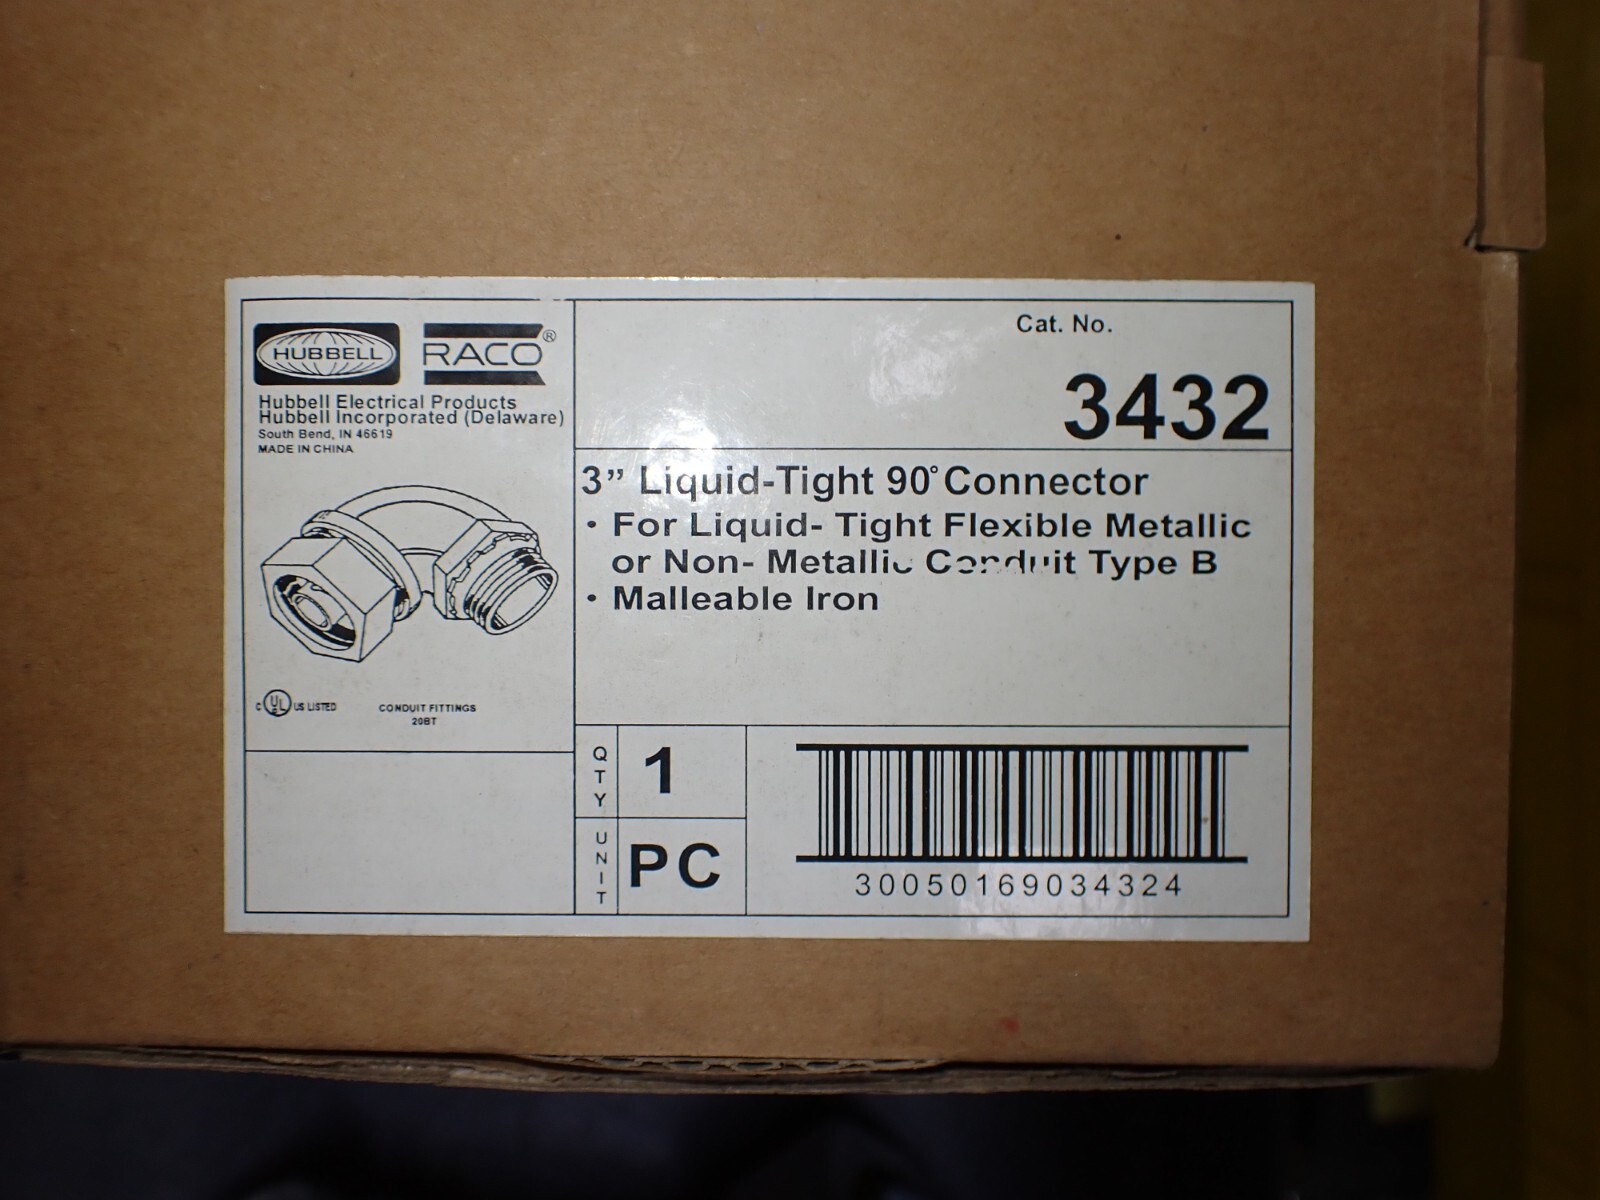 HUBBELL
RACO®
Hubbell Electrical Products
Hubbell Incorporated (Delaware)
South Bend, IN 46619
MADE IN CHINA
C UL US LISTED
CONDUIT FITTINGS
20BT
Cat. No.
3432
3” Liquid-Tight 90° Connector
• For Liquid- Tight Flexible Metallic
or Non- Metallic Conduit Type B
• Malleable Iron
QTY
1
UNIT
PC
30050169034324